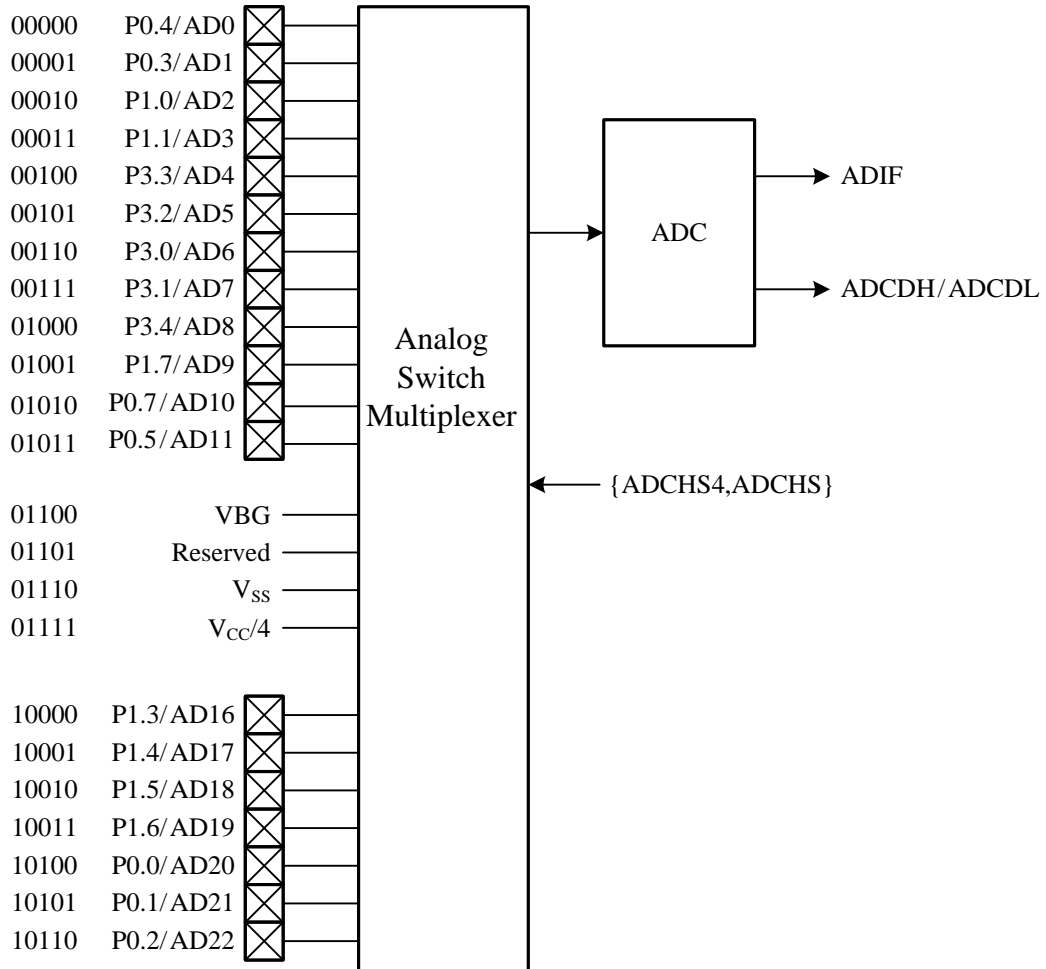 00000 P0.4/AD0
00001 P0.3/AD1
00010 P1.0/AD2
00011 P1.1/AD3
00100 P3.3/AD4
00101 P3.2/AD5
00110 P3.0/AD6
00111 P3.1/AD7
01000 P3.4/AD8
01001 P1.7/AD9
01010 P0.7/AD10
01011 P0.5/AD11
01100 VBG
01101 Reserved
01110 VSS
01111 VCC/4
10000 P1.3/AD16
10001 P1.4/AD17
10010 P1.5/AD18
10011 P1.6/AD19
10100 P0.0/AD20
10101 P0.1/AD21
10110 P0.2/AD22
Analog
Switch
Multiplexer
ADC
ADIF
ADCDH/ADCDL
{ADCHS4,ADCHS}